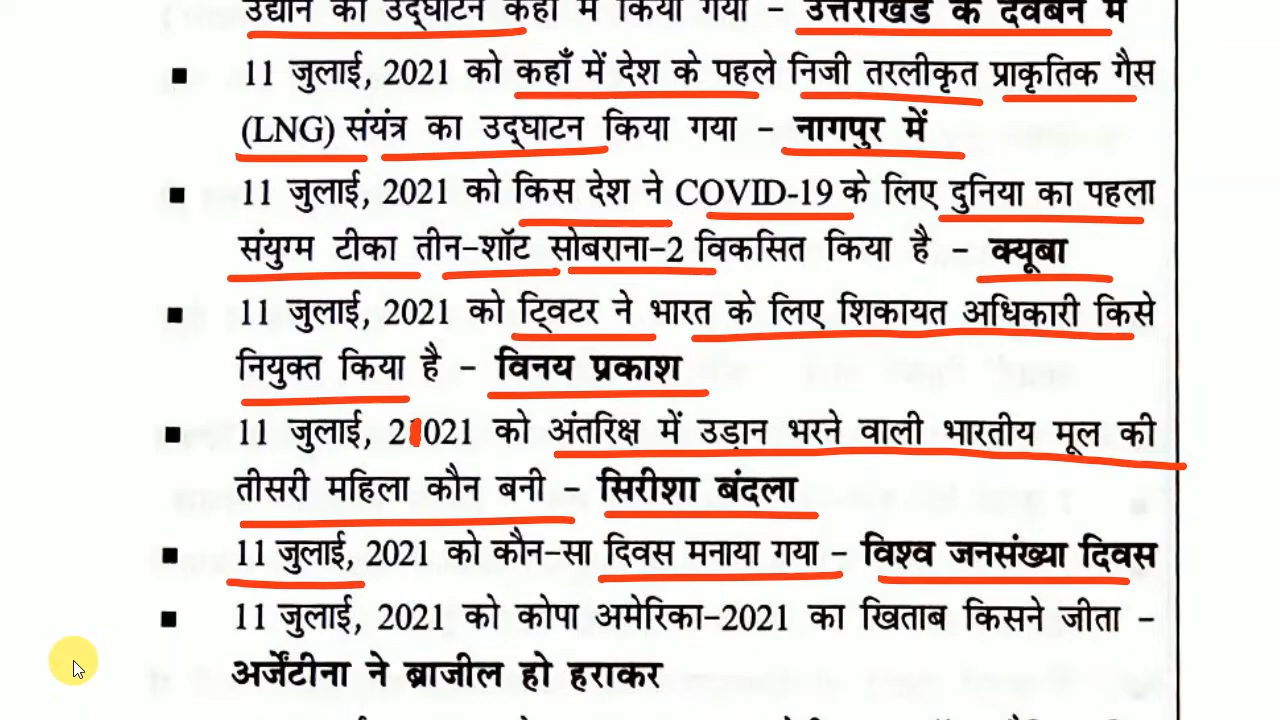 उद्यान का उद्घाटन कहाँ में किया गया – उत्तराखंड के देवबन में
■ 11 जुलाई, 2021 को कहाँ में देश के पहले निजी तरलीकृत प्राकृतिक गैस
(LNG) संयंत्र का उद्घाटन किया गया – नागपुर में
■ 11 जुलाई, 2021 को किस देश ने COVID-19 के लिए दुनिया का पहला
संयुग्म टीका तीन-शॉट सोबराना-2 विकसित किया है – क्यूबा
■ 11 जुलाई, 2021 को ट्विटर ने भारत के लिए शिकायत अधिकारी किसे
नियुक्त किया है – विनय प्रकाश
■ 11 जुलाई, 21021 को अंतरिक्ष में उड़ान भरने वाली भारतीय मूल की
तीसरी महिला कौन बनी – सिरीशा बंदला
■ 11 जुलाई, 2021 को कौन-सा दिवस मनाया गया – विश्व जनसंख्या दिवस
■ 11 जुलाई, 2021 को कोपा अमेरिका-2021 का खिताब किसने जीता –
अर्जेंटीना ने ब्राजील हो हराकर